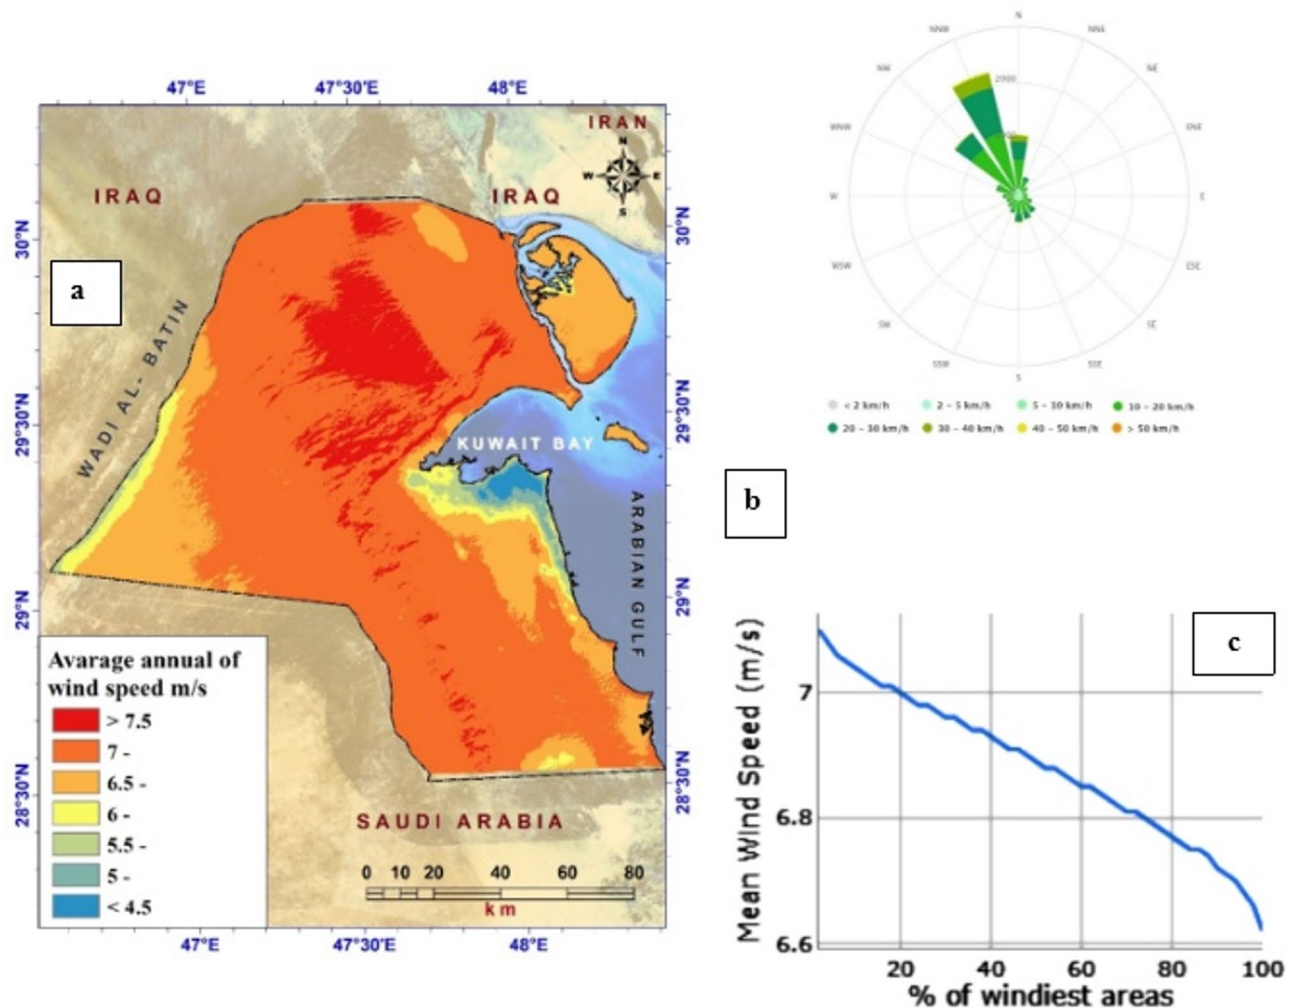 47°E 47°30'E 48°E
IRAN
N
W E
S
IRAQ IRAQ
30°N 30°N
a
WADI AL- BATIN
29°30'N 29°30'N
KUWAIT BAY
ARABIAN GULF
29°N 29°N
Avarage annual of
wind speed m/s
> 7.5
7 -
6.5 -
6 -
5.5 -
5 -
< 4.5
28°30'N 28°30'N
SAUDI ARABIA
0 10 20 40 60 80
km
47°E 47°30'E 48°E
N
NNW NNE
NW NE
2000
WNW ENE
W E
WSW ESE
SW SE
SSW SSE
S
< 2 km/h 2 - 5 km/h 5 - 10 km/h 10 - 20 km/h
20 - 30 km/h 30 - 40 km/h 40 - 50 km/h > 50 km/h
b
c
Mean Wind Speed (m/s)
7
6.8
6.6
20 40 60 80 100
% of windiest areas